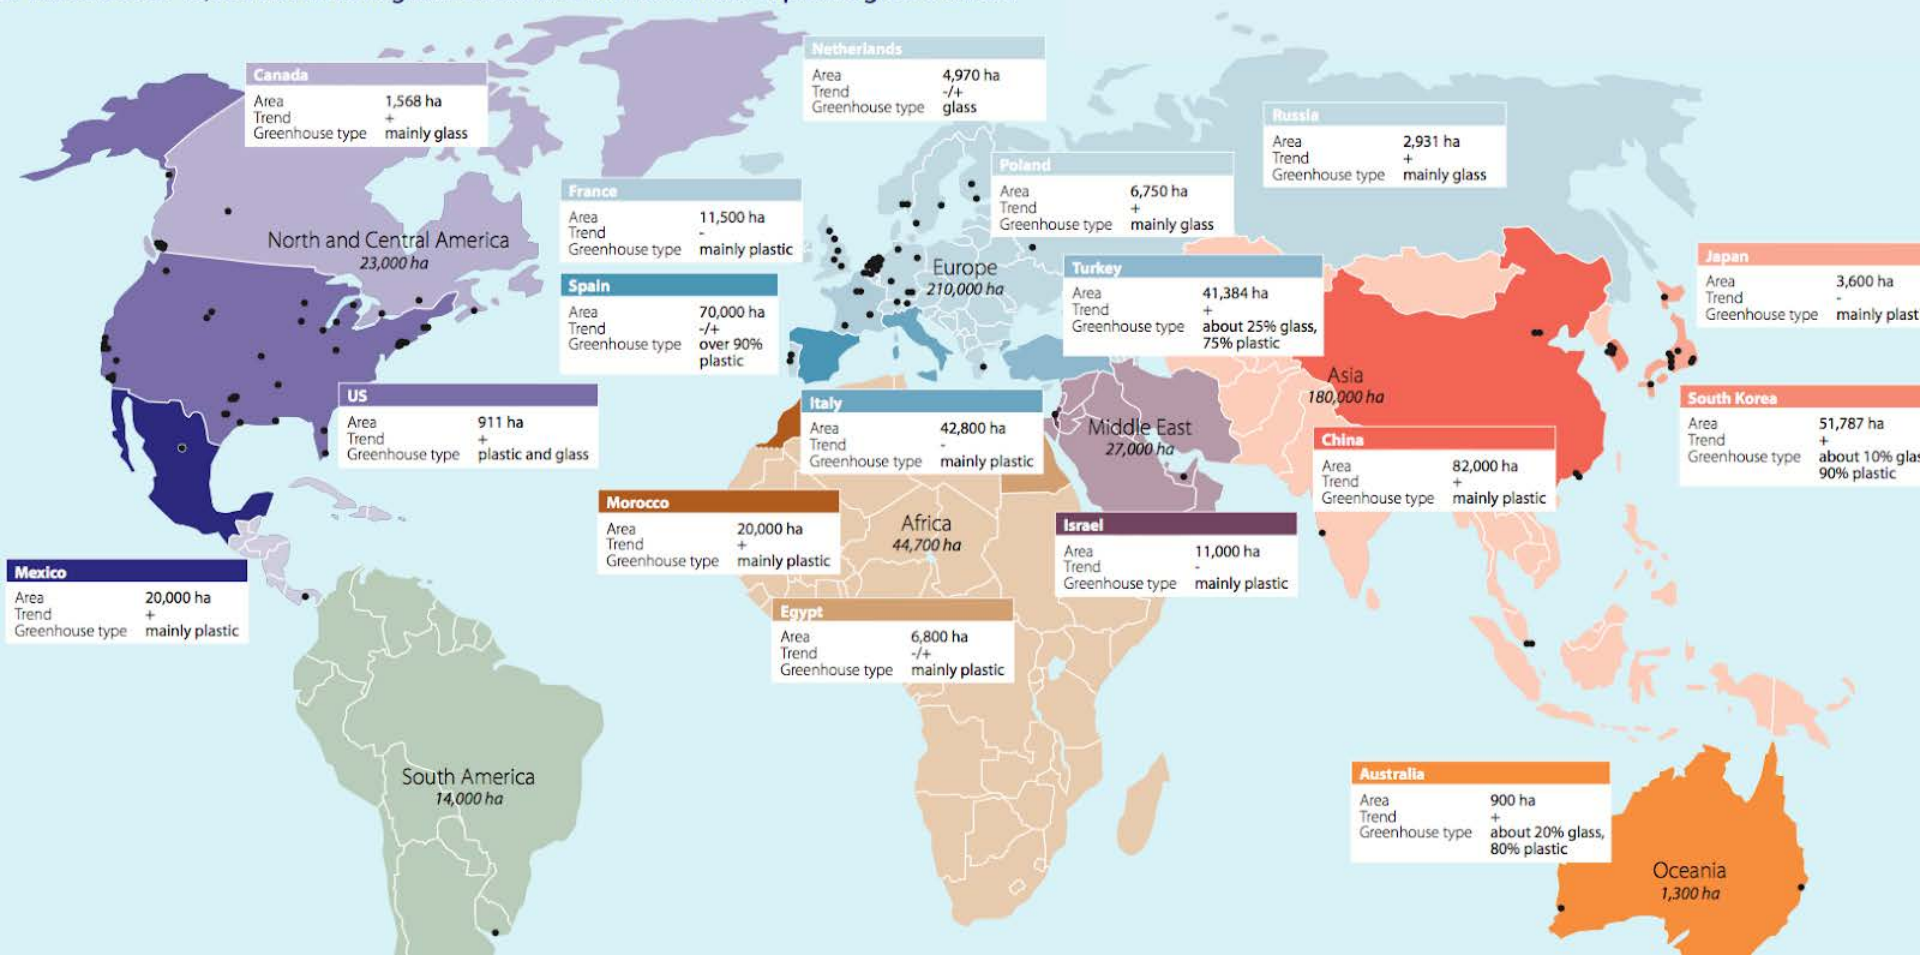 Canada
Area 1,568 ha
Trend +
Greenhouse type mainly glass
Netherlands
Area 4,970 ha
Trend -/+
Greenhouse type glass
Russia
Area 2,931 ha
Trend +
Greenhouse type mainly glass
Poland
Area 6,750 ha
Trend +
Greenhouse type mainly glass
France
Area 11,500 ha
Trend -
Greenhouse type mainly plastic
North and Central America
23,000 ha
Europe
210,000 ha
Turkey
Area 41,384 ha
Trend +
Greenhouse type about 25% glass,
75% plastic
Japan
Area 3,600 ha
Trend -
Greenhouse type mainly plast
Spain
Area 70,000 ha
Trend -/+
Greenhouse type over 90%
plastic
Asia
180,000 ha
US
Area 911 ha
Trend +
Greenhouse type plastic and glass
Italy
Area 42,800 ha
Trend -
Greenhouse type mainly plastic
Middle East
27,000 ha
South Korea
Area 51,787 ha
Trend +
Greenhouse type about 10% glas
90% plastic
China
Area 82,000 ha
Trend +
Greenhouse type mainly plastic
Morocco
Area 20,000 ha
Trend +
Greenhouse type mainly plastic
Africa
44,700 ha
Israel
Area 11,000 ha
Trend -
Greenhouse type mainly plastic
Mexico
Area 20,000 ha
Trend +
Greenhouse type mainly plastic
Egypt
Area 6,800 ha
Trend -/+
Greenhouse type mainly plastic
South America
14,000 ha
Australia
Area 900 ha
Trend +
Greenhouse type about 20% glass,
80% plastic
Oceania
1,300 ha